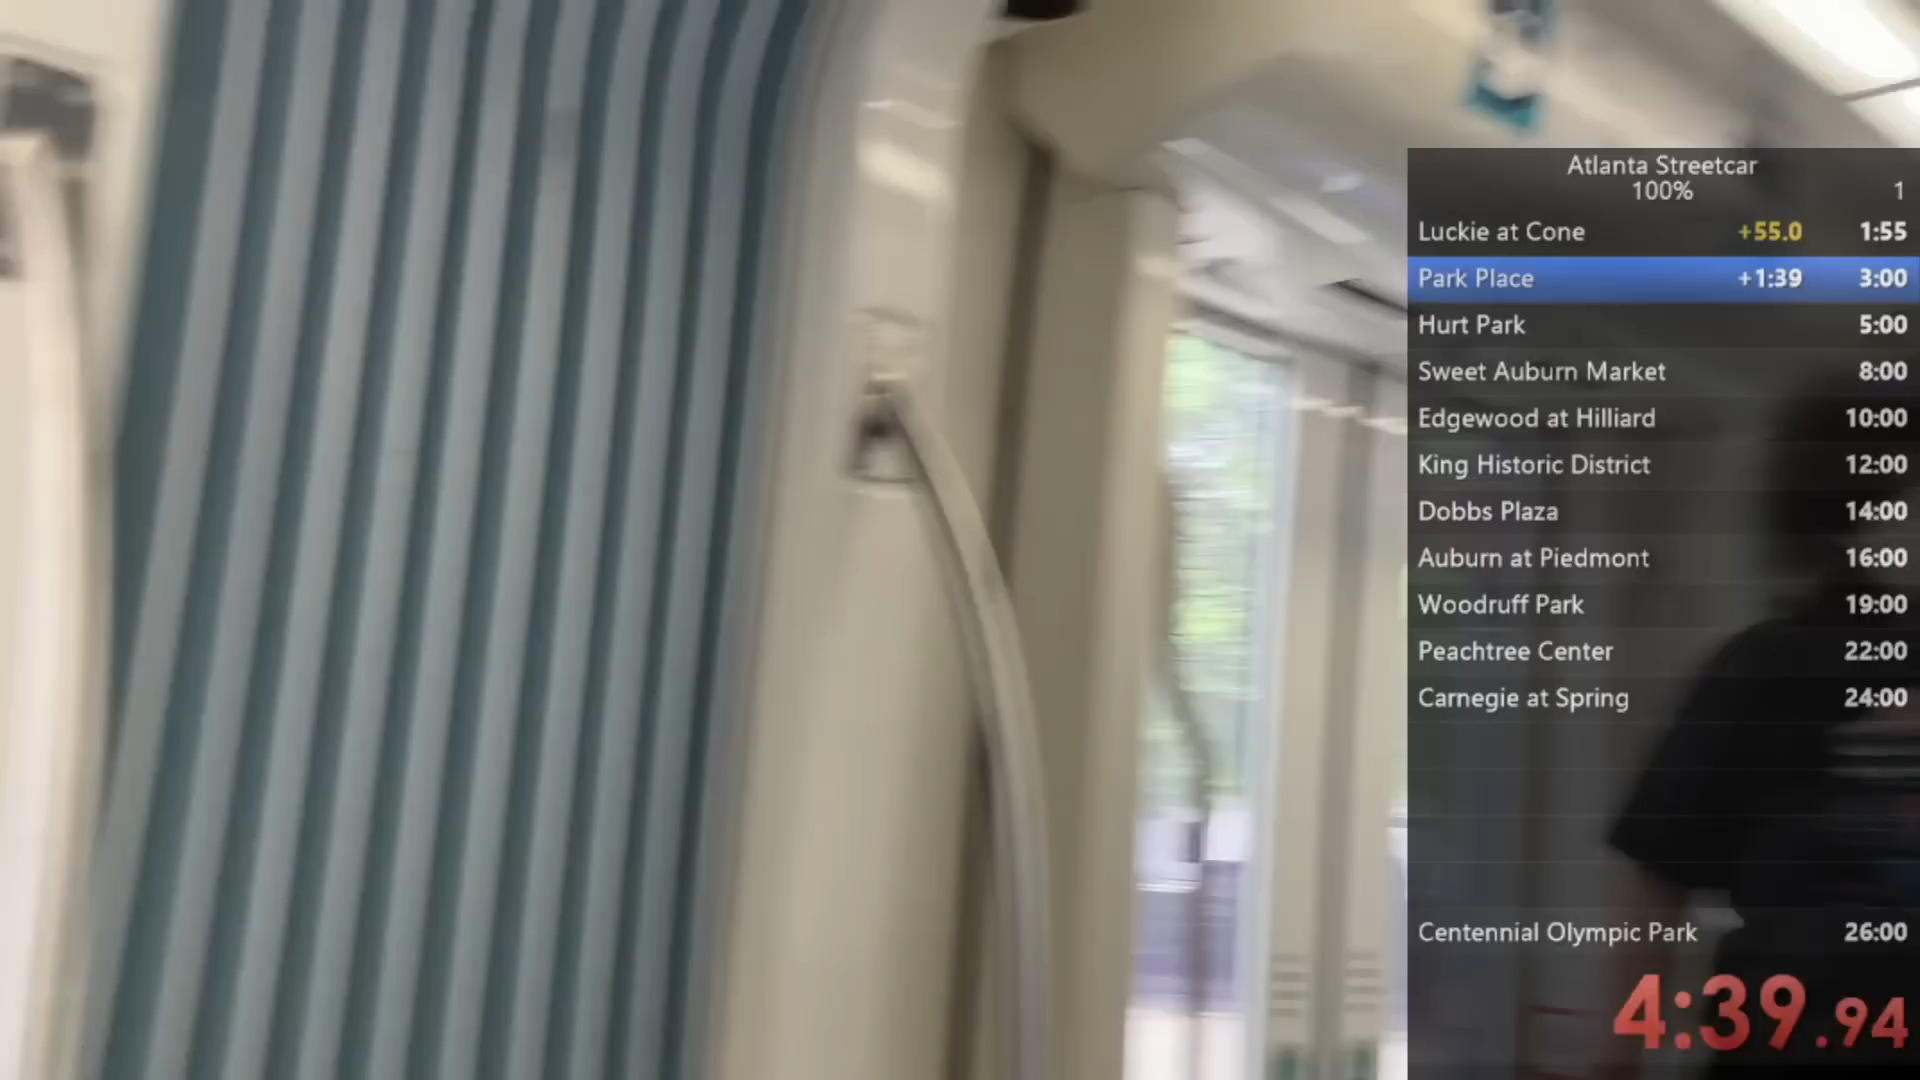 Atlanta Streetcar
100% 1
Luckie at Cone +55.0 1:55
Park Place +1:39 3:00
Hurt Park 5:00
Sweet Auburn Market 8:00
Edgewood at Hilliard 10:00
King Historic District 12:00
Dobbs Plaza 14:00
Auburn at Piedmont 16:00
Woodruff Park 19:00
Peachtree Center 22:00
Carnegie at Spring 24:00
Centennial Olympic Park 26:00
4:39.94